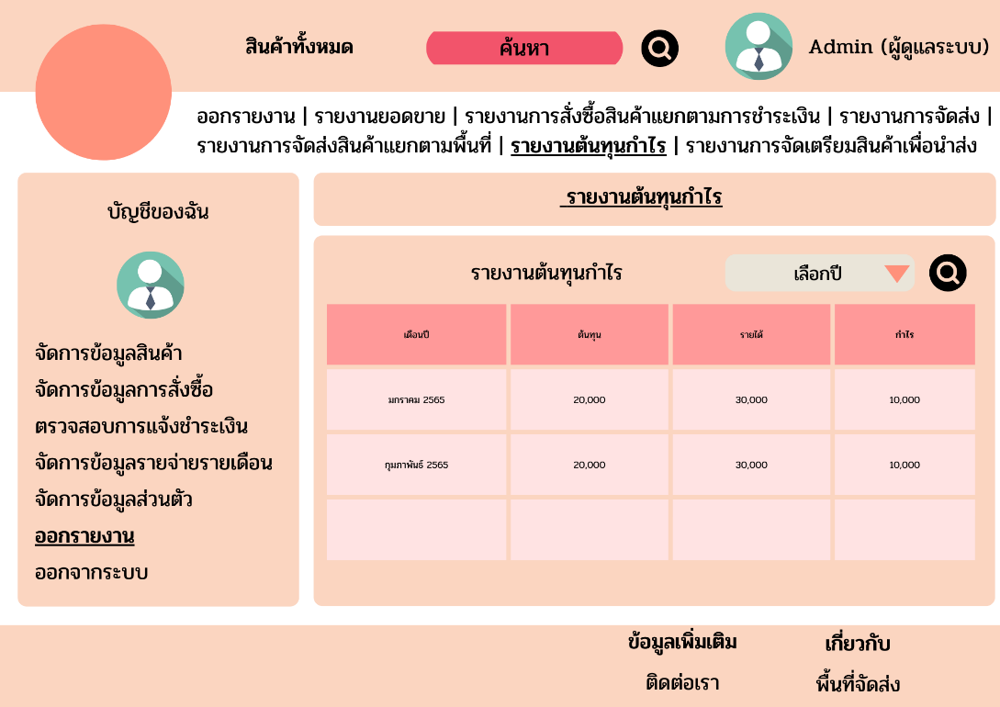 สินค้าทั้งหมด ค้นหา Admin (ผู้ดูแลระบบ)
ออกรายงาน | รายงานยอดขาย | รายงานการสั่งซื้อสินค้าแยกตามการชำระเงิน | รายงานการจัดส่ง |
รายงานการจัดส่งสินค้าแยกตามพื้นที่ | รายงานต้นทุนกำไร | รายงานการจัดเตรียมสินค้าเพื่อนำส่ง
บัญชีของฉัน
จัดการข้อมูลสินค้า
จัดการข้อมูลการสั่งซื้อ
ตรวจสอบการแจ้งชำระเงิน
จัดการข้อมูลรายจ่ายรายเดือน
จัดการข้อมูลส่วนตัว
ออกรายงาน
ออกจากระบบ
รายงานต้นทุนกำไร
รายงานต้นทุนกำไร เลือกปี
เดือนปี ต้นทุน รายได้ กำไร
มกราคม 2565 20,000 30,000 10,000
กุมภาพันธ์ 2565 20,000 30,000 10,000
ข้อมูลเพิ่มเติม เกี่ยวกับ
ติดต่อเรา พื้นที่จัดส่ง